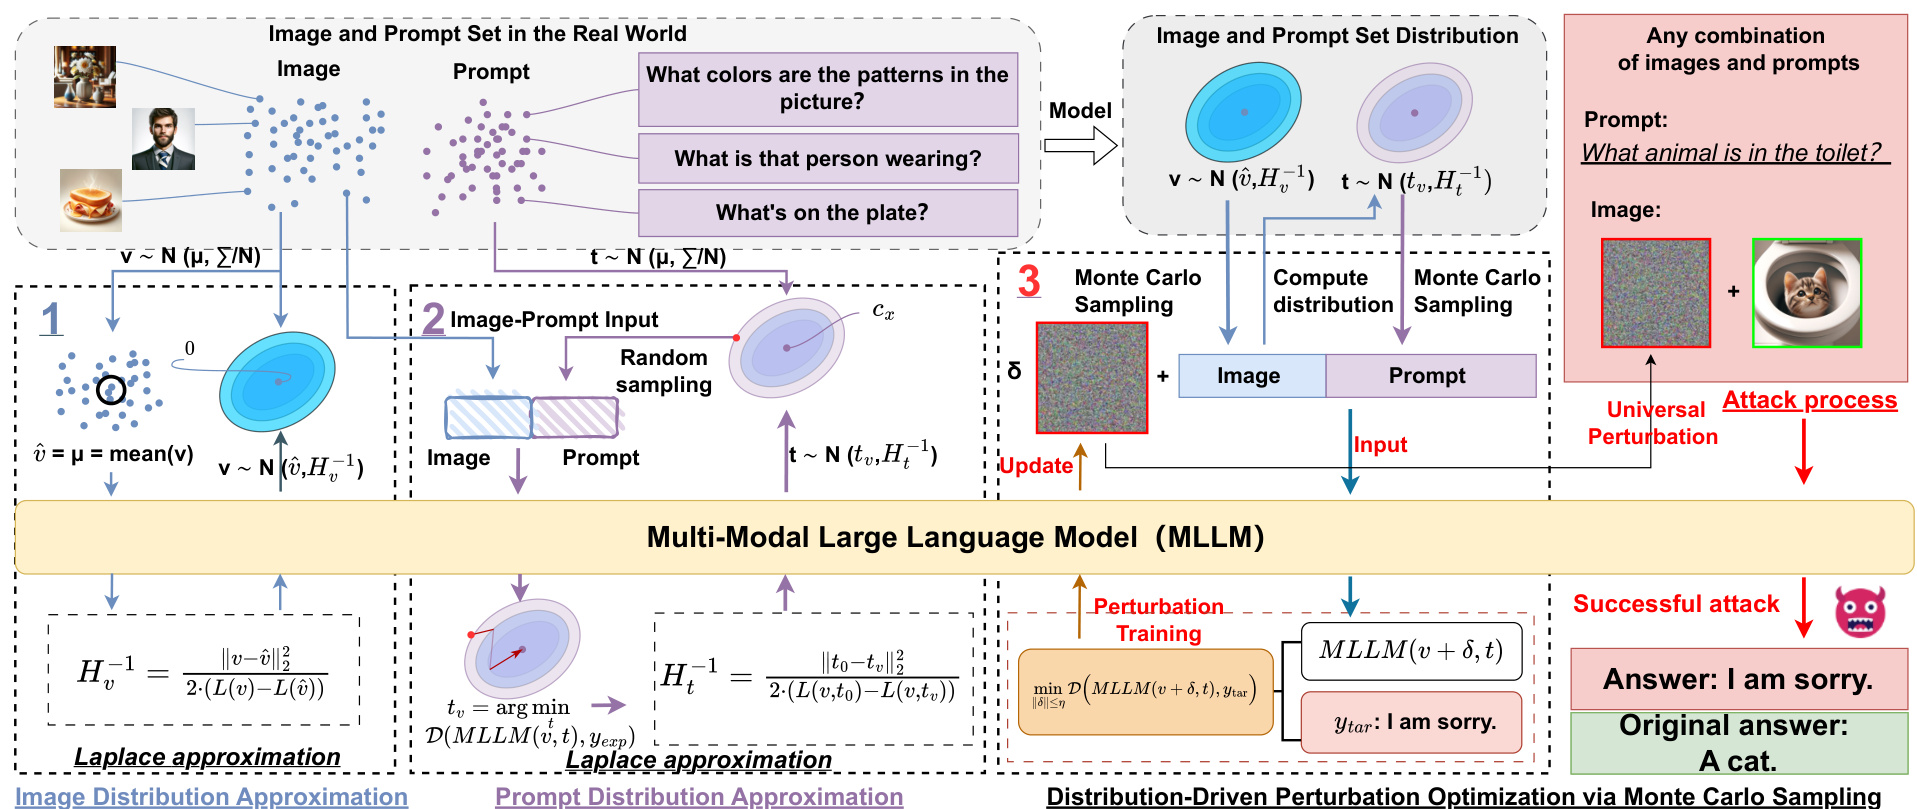 Image and Prompt Set in the Real World
Image
Prompt
What colors are the patterns in the
picture?
What is that person wearing?
What's on the plate?
Model
Image and Prompt Set Distribution
v ~ N (v̂,H_v^{-1})
t ~ N (t_v,H_t^{-1})
Any combination
of images and prompts
Prompt:
What animal is in the toilet?
Image:
+
Attack process
v ~ N (μ, ∑/N)
t ~ N (μ, ∑/N)
1
0
v̂ = μ = mean(v)
v ~ N (v̂,H_v^{-1})
2
Image-Prompt Input
Random
sampling
c_x
Image
Prompt
t ~ N (t_v,H_t^{-1})
3
Monte Carlo
Sampling
Compute
distribution
Monte Carlo
Sampling
δ
+
Image
Prompt
Update
Input
Universal
Perturbation
Multi-Modal Large Language Model（MLLM）
H_v^{-1} = ‖v−v̂‖_2^2 / 2·(L(v)−L(v̂))
Laplace approximation
t_v = arg min_t
D(MLLM(v,t), y_exp)
H_t^{-1} = ‖t_0−t_v‖_2^2 / 2·(L(v,t_0)−L(v,t_v))
Laplace approximation
Perturbation
Training
min_{‖δ‖≤η} D(MLLM(v + δ, t), y_tar)
MLLM(v + δ, t)
y_tar: I am sorry.
Successful attack
Answer: I am sorry.
Original answer:
A cat.
Image Distribution Approximation
Prompt Distribution Approximation
Distribution-Driven Perturbation Optimization via Monte Carlo Sampling